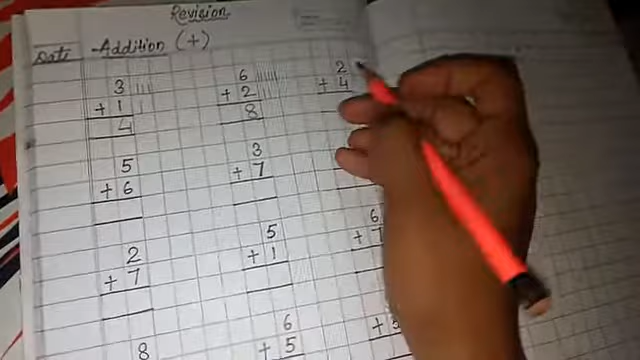 Revision
Date
Addition (+)
3 6 2
+ 1 + 2 + 4
4 8
5 3
+ 6 + 7
2 5 6
+ 7 + 1 + 7
8 6
+ 5